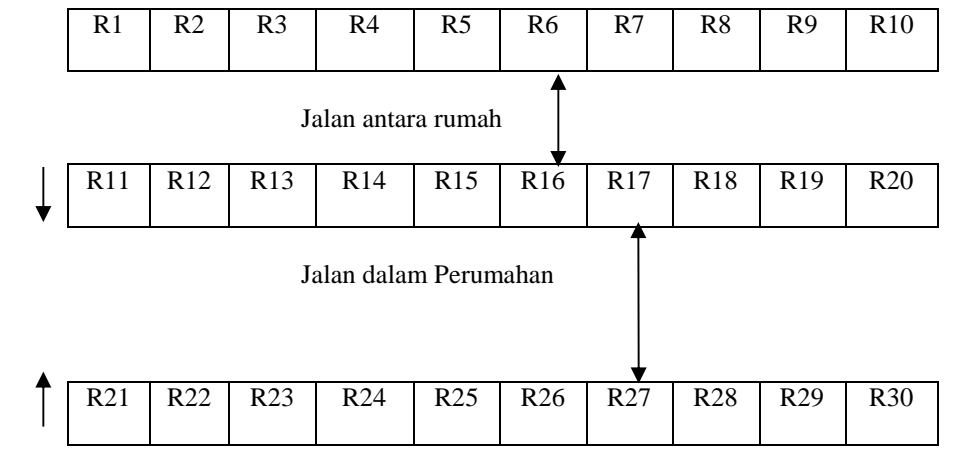 R1 R2 R3 R4 R5 R6 R7 R8 R9 R10
Jalan antara rumah
R11 R12 R13 R14 R15 R16 R17 R18 R19 R20
Jalan dalam Perumahan
R21 R22 R23 R24 R25 R26 R27 R28 R29 R30